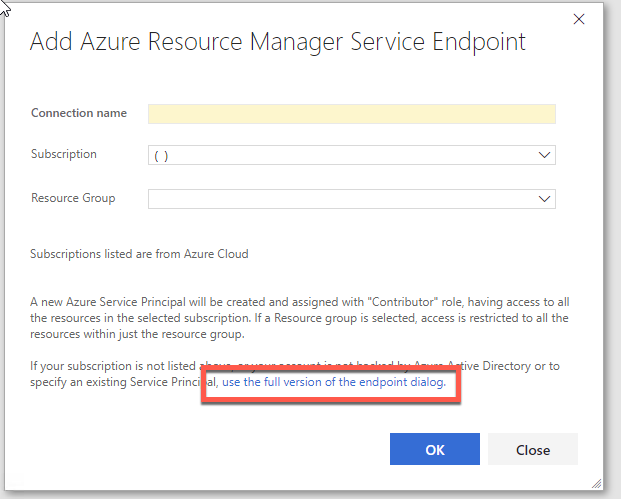 Add Azure Resource Manager Service Endpoint
Connection name
Subscription
( )
Resource Group
Subscriptions listed are from Azure Cloud
A new Azure Service Principal will be created and assigned with "Contributor" role, having access to all
the resources in the selected subscription. If a Resource group is selected, access is restricted to all the
resources within just the resource group.
If your subscription is not listed above, or your account is not backed by Azure Active Directory or to
specify an existing Service Principal, use the full version of the endpoint dialog.
OK
Close